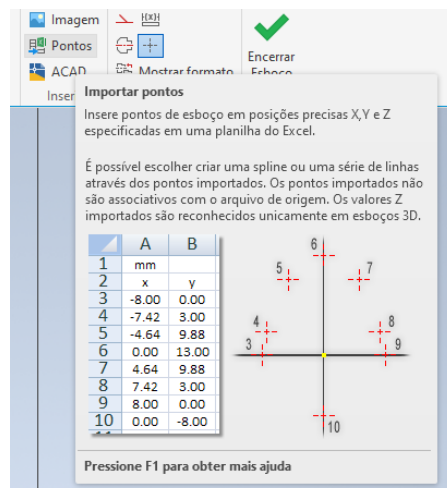 Imagem
Pontos
ACAD
Mostrar formato
Encerrar
Esboço
Importar pontos
Insere pontos de esboço em posições precisas X,Y e Z
especificadas em uma planilha do Excel.
É possível escolher criar uma spline ou uma série de linhas
através dos pontos importados. Os pontos importados não
são associativos com o arquivo de origem. Os valores Z
importados são reconhecidos unicamente em esboços 3D.
A B
1 mm
2 x y
3 -8.00 0.00
4 -7.42 3.00
5 -4.64 9.88
6 0.00 13.00
7 4.64 9.88
8 7.42 3.00
9 8.00 0.00
10 0.00 -8.00
6
5 7
4 8
3 9
10
Pressione F1 para obter mais ajuda